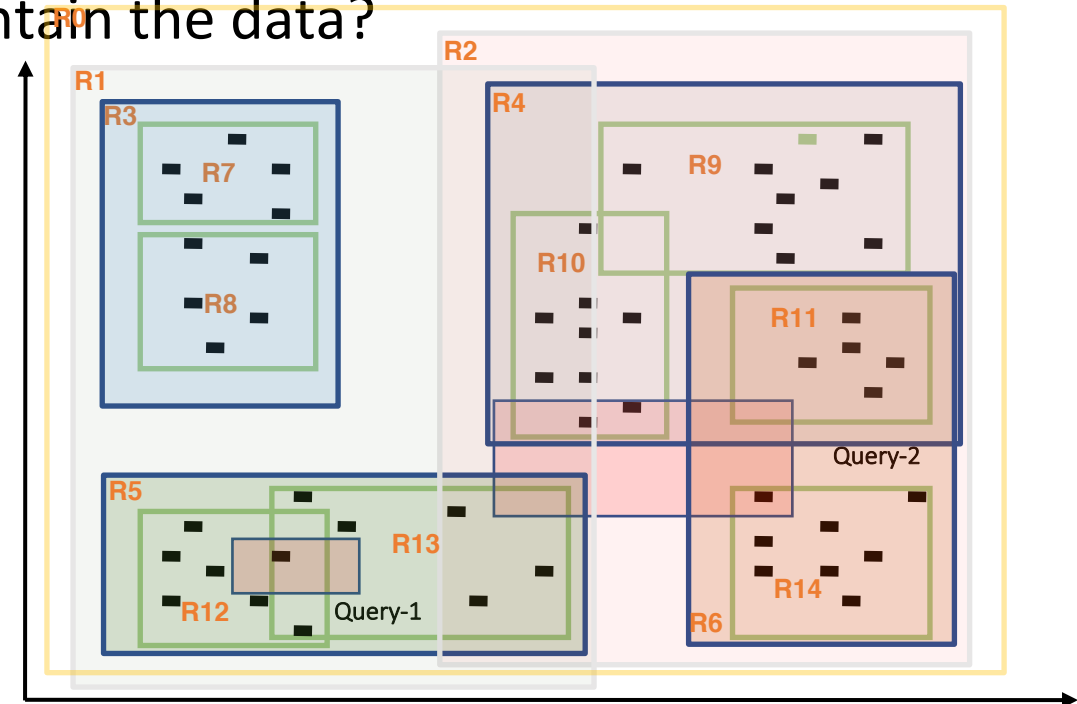 ntain the data?
R0
R2
R1
R4
R3
R9
R7
R10
R8
R11
Query-2
R5
R13
R14
R12
Query-1
R6